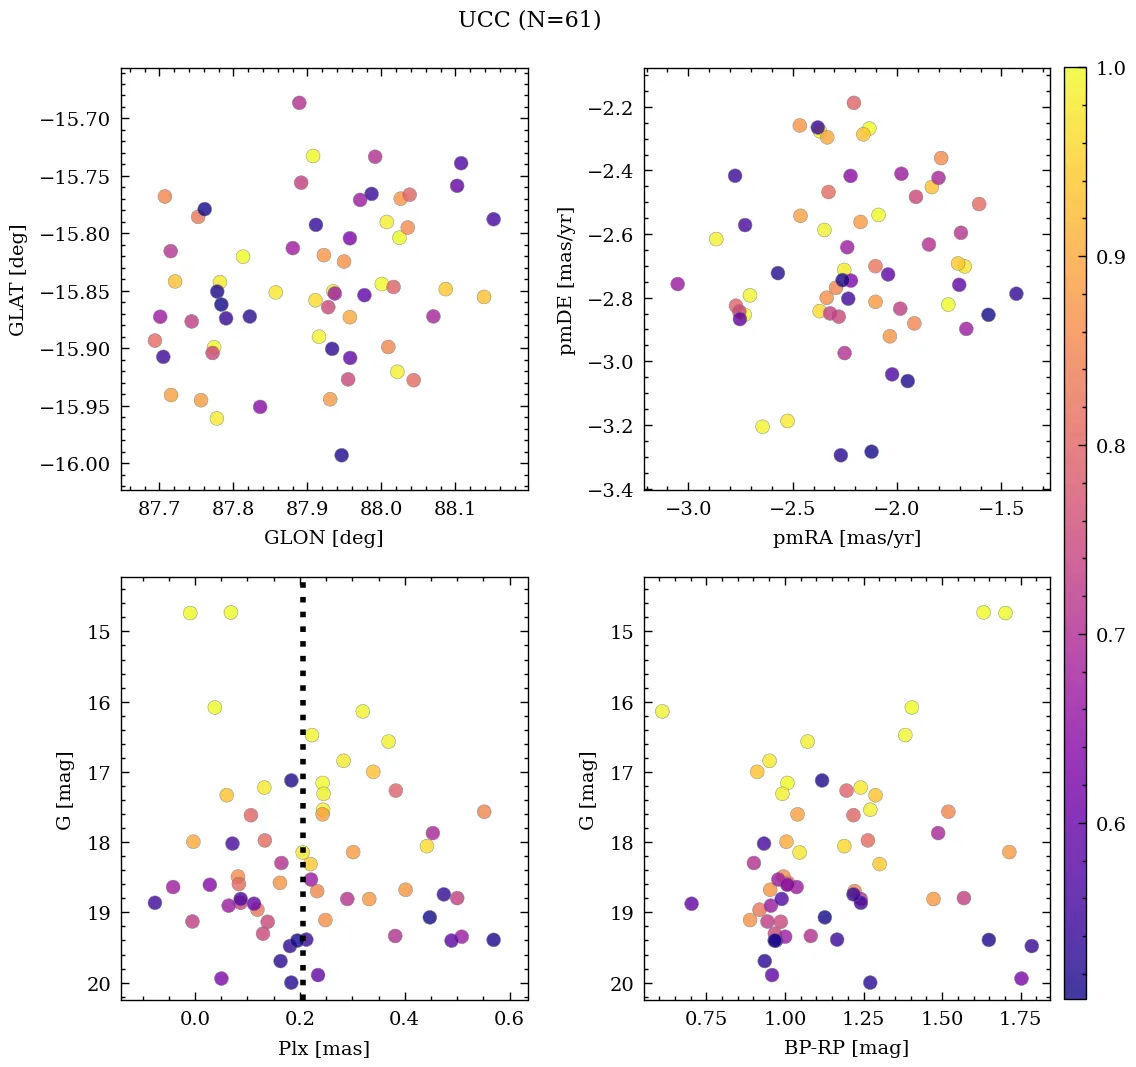 UCC (N=61)
−15.70
−15.75
−15.80
−15.85
−15.90
−15.95
−16.00
GLAT [deg]
87.7 87.8 87.9 88.0 88.1
GLON [deg]
−2.2
−2.4
−2.6
−2.8
−3.0
−3.2
−3.4
pmDE [mas/yr]
−3.0 −2.5 −2.0 −1.5
pmRA [mas/yr]
1.0
0.9
0.8
0.7
0.6
15
16
17
18
19
20
G [mag]
0.0 0.2 0.4 0.6
Plx [mas]
15
16
17
18
19
20
G [mag]
0.75 1.00 1.25 1.50 1.75
BP-RP [mag]